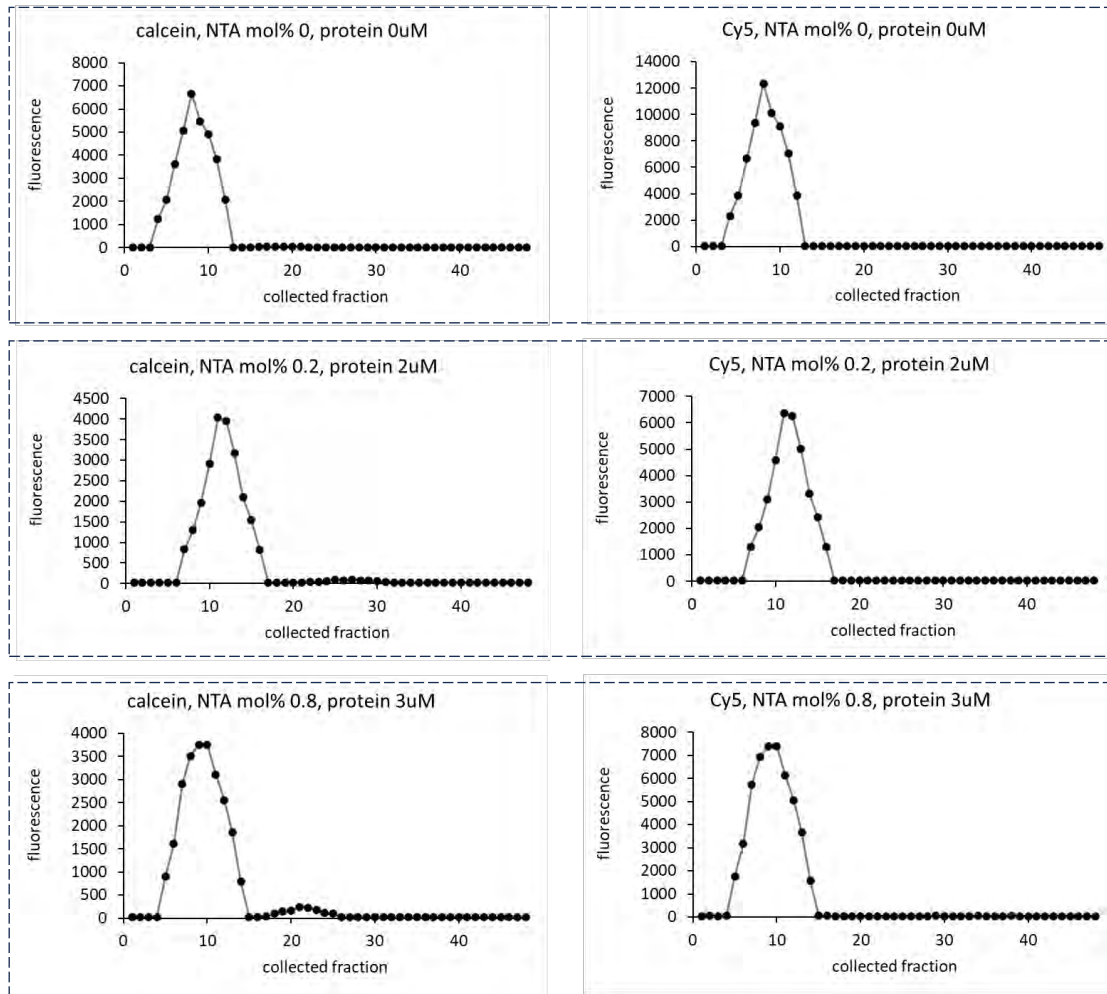 calcein, NTA mol% 0, protein 0uM
8000
7000
6000
5000
4000
3000
2000
1000
0
fluorescence
0 10 20 30 40
collected fraction
Cy5, NTA mol% 0, protein 0uM
14000
12000
10000
8000
6000
4000
2000
0
fluorescence
0 10 20 30 40
collected fraction
calcein, NTA mol% 0.2, protein 2uM
4500
4000
3500
3000
2500
2000
1500
1000
500
0
fluorescence
0 10 20 30 40
collected fraction
Cy5, NTA mol% 0.2, protein 2uM
7000
6000
5000
4000
3000
2000
1000
0
fluorescence
0 10 20 30 40
collected fraction
calcein, NTA mol% 0.8, protein 3uM
4000
3500
3000
2500
2000
1500
1000
500
0
fluorescence
0 10 20 30 40
collected fraction
Cy5, NTA mol% 0.8, protein 3uM
8000
7000
6000
5000
4000
3000
2000
1000
0
fluorescence
0 10 20 30 40
collected fraction